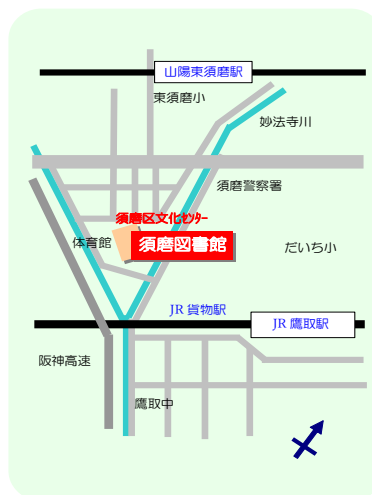 山陽東須磨駅
東須磨小
妙法寺川
須磨警察署
須磨区文化センター
体育館
須磨図書館
だいち小
JR 貨物駅
JR 鷹取駅
阪神高速
鷹取中